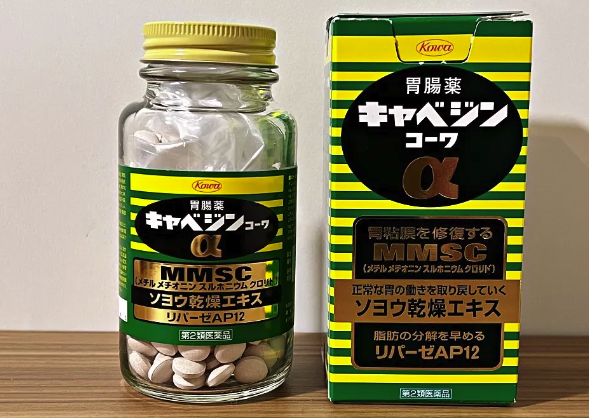 Kowa
胃腸薬
キャベジン
コーワ
α
胃粘膜を修復する
MMSC
(メチルメチオニン スルホニウム クロリド)
正常な胃の働きを取り戻していく
ソヨウ乾燥エキス
脂肪の分解を早める
リパーゼAP12
第2類医薬品
Kowa
胃腸薬
キャベジンコーワ
α
MMSC
(メチルメチオニン スルホニウム クロリド)
ソヨウ乾燥エキス
リパーゼAP12
第2類医薬品